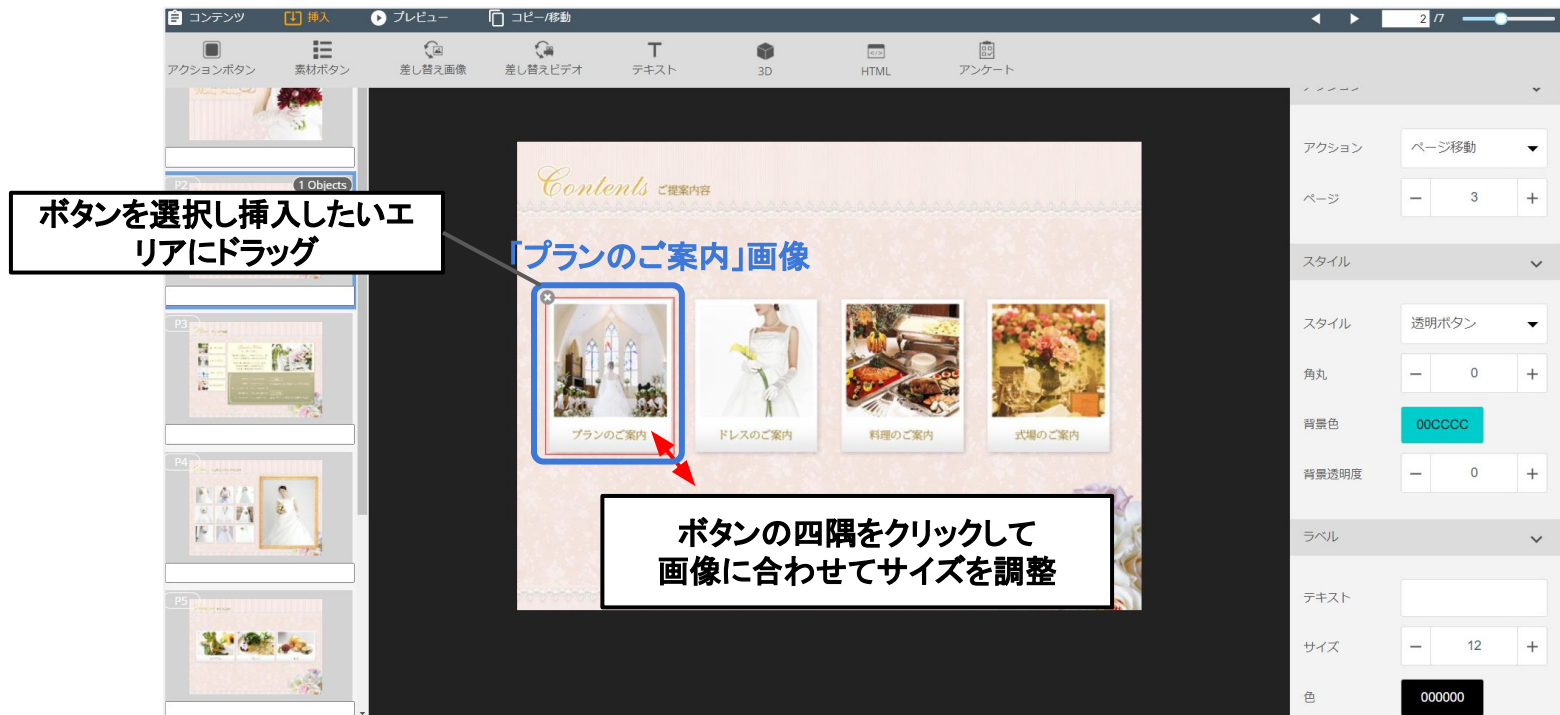 コンテンツ 挿入 プレビュー コピー/移動 2 /7
アクションボタン 素材ボタン 差し替え画像 差し替えビデオ テキスト 3D HTML アンケート
P2 1 Objects
ボタンを選択し挿入したいエ
リアにドラッグ
P3
P4
P5
Contents ご提案内容
「プランのご案内」画像
プランのご案内 ドレスのご案内 料理のご案内 式場のご案内
ボタンの四隅をクリックして
画像に合わせてサイズを調整
アクション ページ移動
ページ 3
スタイル
スタイル 透明ボタン
角丸 0
背景色 00CCCC
背景透明度 0
ラベル
テキスト
サイズ 12
色 000000